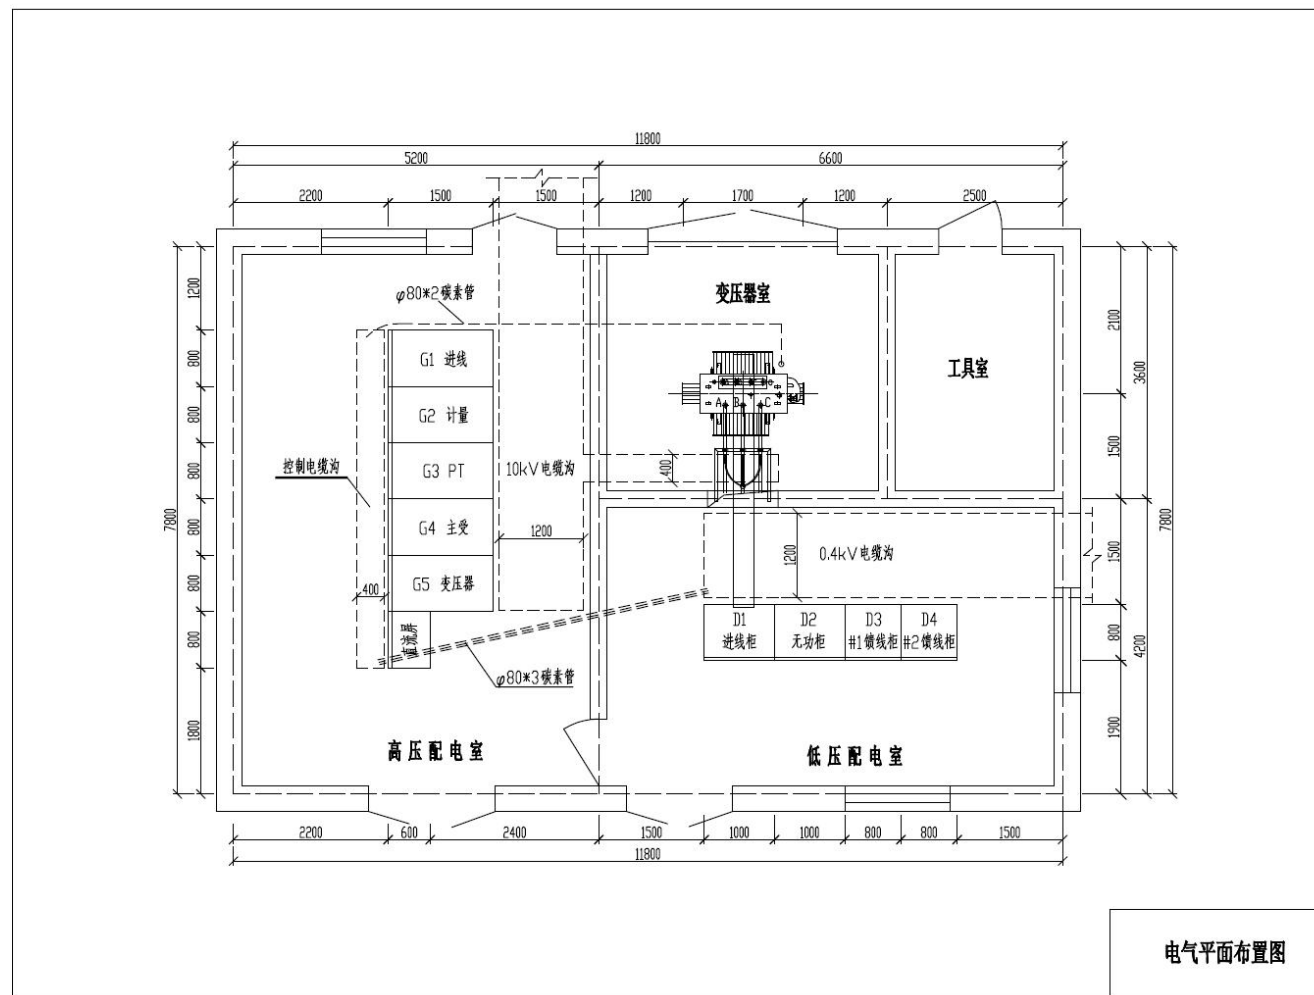 11800
5200
6600
2200
1500
1500
1200
1700
1200
2500
1200
800
800
800
800
800
800
1800
7800
φ80*2碳素管
变压器室
工具室
G1 进线
G2 计量
G3 PT
G4 主受
G5 变压器
直流屏
控制电缆沟
10kV电缆沟
A B C
400
1200
400
1200
0.4kV电缆沟
D1
进线柜
D2
无功柜
D3
#1馈线柜
D4
#2馈线柜
φ80*3碳素管
高压配电室
低压配电室
2100
1500
1500
800
1900
3600
4200
7800
2200
600
2400
1500
1000
1000
800
800
1500
11800
电气平面布置图